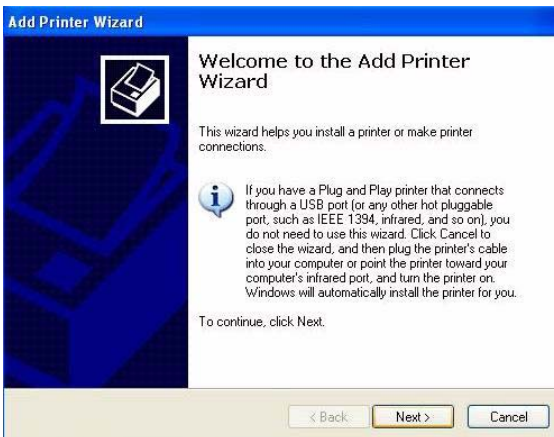 Add Printer Wizard
Welcome to the Add Printer
Wizard
This wizard helps you install a printer or make printer
connections.
If you have a Plug and Play printer that connects
through a USB port (or any other hot pluggable
port, such as IEEE 1394, infrared, and so on), you
do not need to use this wizard. Click Cancel to
close the wizard, and then plug the printer's cable
into your computer or point the printer toward your
computer's infrared port, and turn the printer on.
Windows will automatically install the printer for you.
To continue, click Next.
< Back Next > Cancel